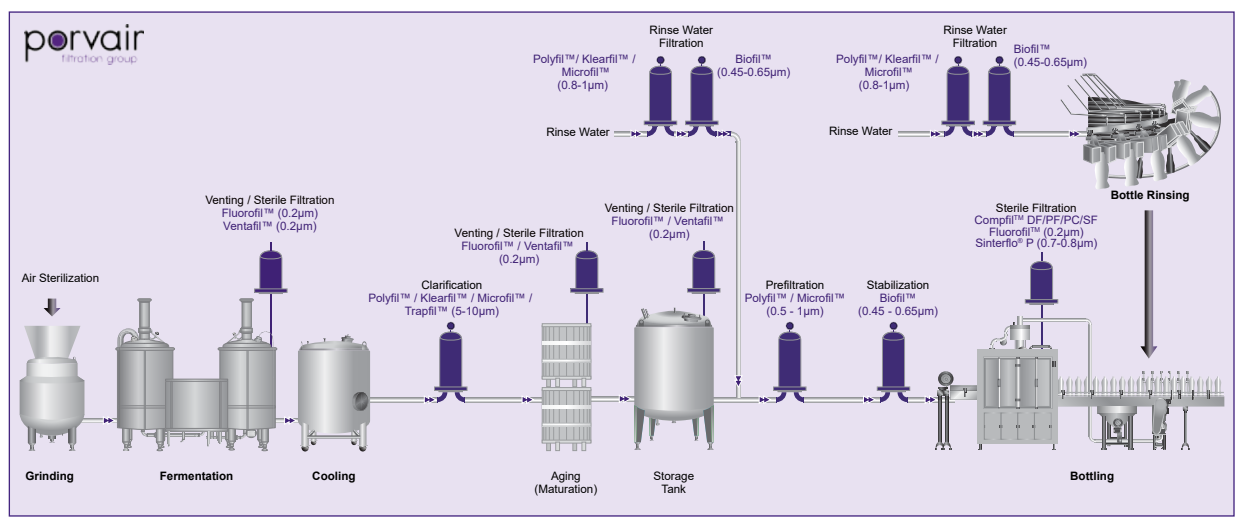 porvair
filtration group
Rinse Water
Filtration
Polyfil™/ Klearfil™ /
Microfil™
(0.8-1µm)
Biofil™
(0.45-0.65µm)
Rinse Water
Rinse Water
Filtration
Polyfil™/ Klearfil™ /
Microfil™
(0.8-1µm)
Biofil™
(0.45-0.65µm)
Rinse Water
Bottle Rinsing
Venting / Sterile Filtration
Fluorofil™ (0.2µm)
Ventafil™ (0.2µm)
Venting / Sterile Filtration
Fluorofil™ / Ventafil™
(0.2µm)
Venting / Sterile Filtration
Fluorofil™ / Ventafil™
(0.2µm)
Sterile Filtration
Compfil™ DF/PF/PC/SF
Fluorofil™ (0.2µm)
Sinterflo® P (0.7-0.8µm)
Air Sterilization
Clarification
Polyfil™ / Klearfil™ / Microfil™ /
Trapfil™ (5-10µm)
Prefiltration
Polyfil™ / Microfil™
(0.5 - 1µm)
Stabilization
Biofil™
(0.45 - 0.65µm)
Grinding
Fermentation
Cooling
Aging
(Maturation)
Storage
Tank
Bottling